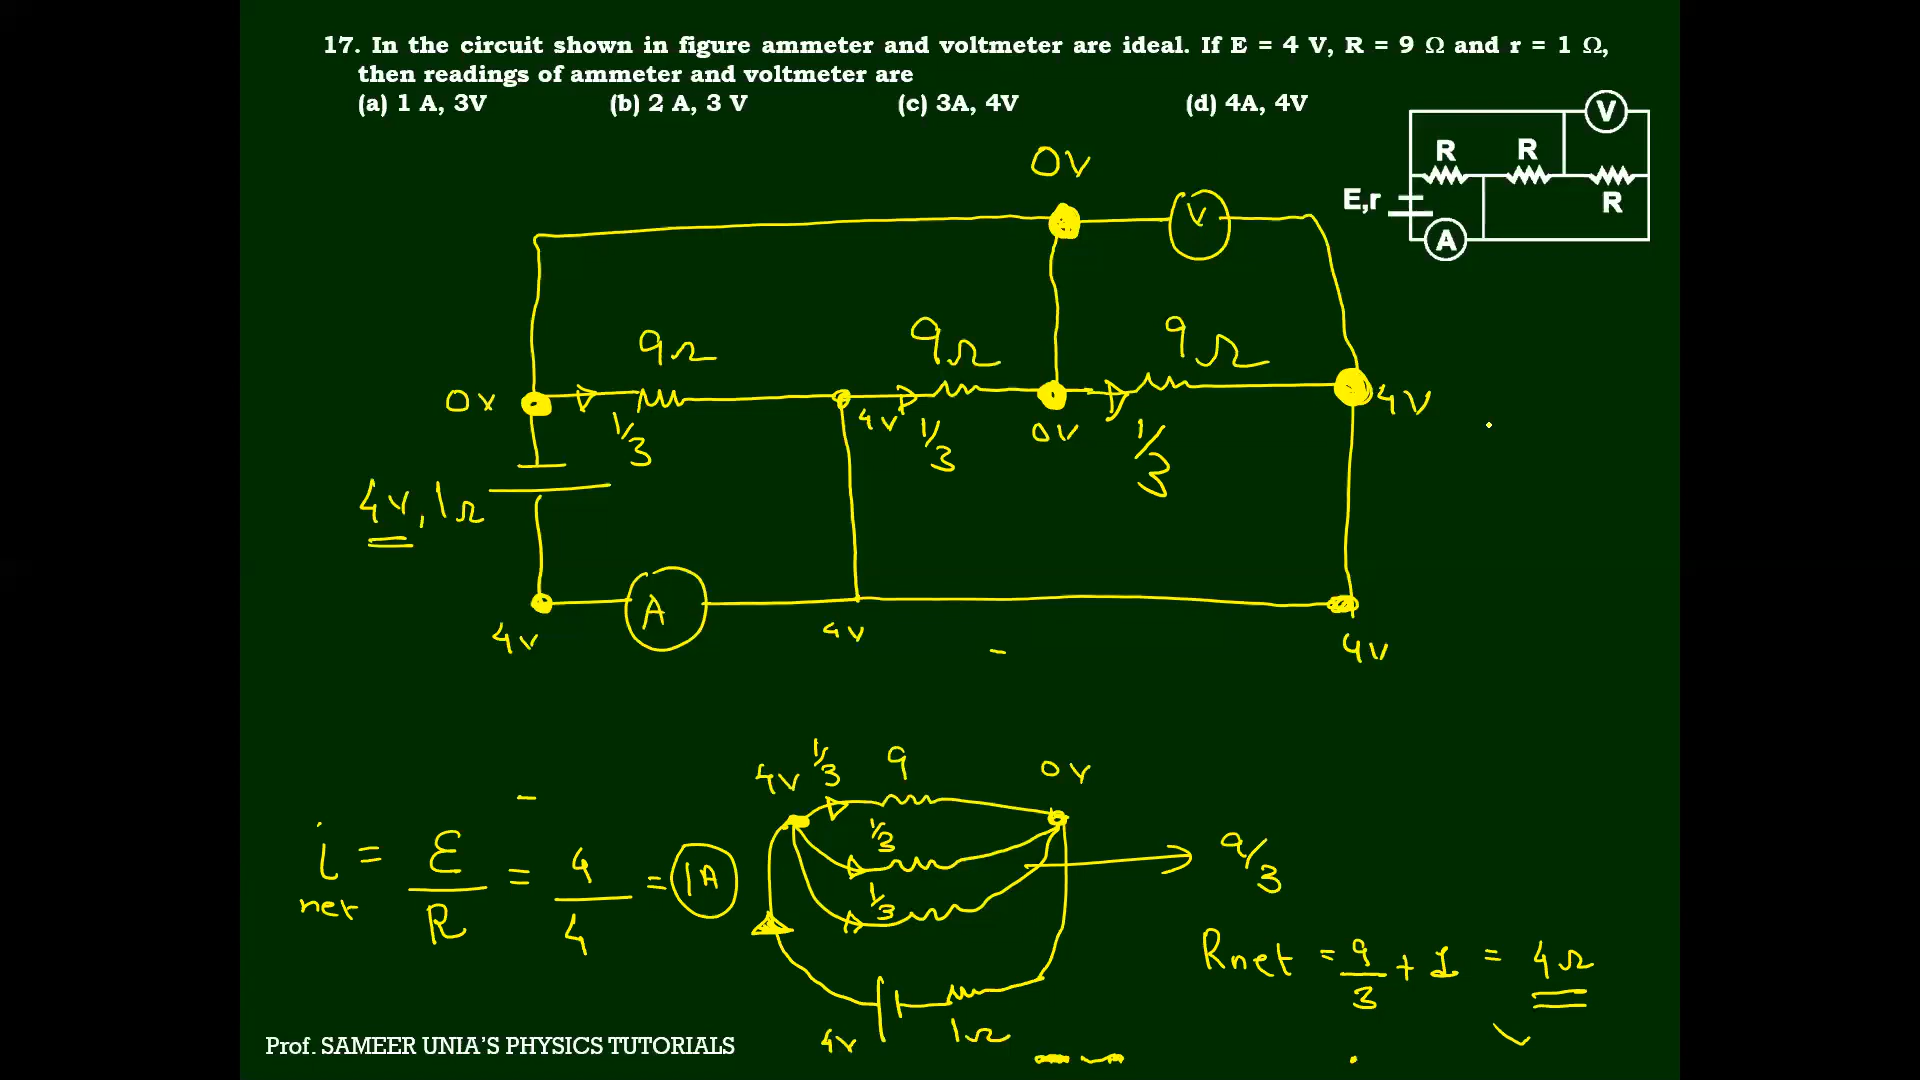 17. In the circuit shown in figure ammeter and voltmeter are ideal. If E = 4 V, R = 9 Ω and r = 1 Ω,
then readings of ammeter and voltmeter are
(a) 1 A, 3V (b) 2 A, 3 V (c) 3A, 4V (d) 4A, 4V
V
R R
E,r R
A
0V
V
9Ω 9Ω 9Ω
0V 4V 0V 4V
1/3 1/3 1/3
4V, 1Ω
A
4V 4V 4V
4V 1/3 9 0V
1/3
1/3
9/3
i net = ε/R = 4/4 = 1A
Rnet = 9/3 + 1 = 4Ω
4V 1Ω
Prof. SAMEER UNIA'S PHYSICS TUTORIALS